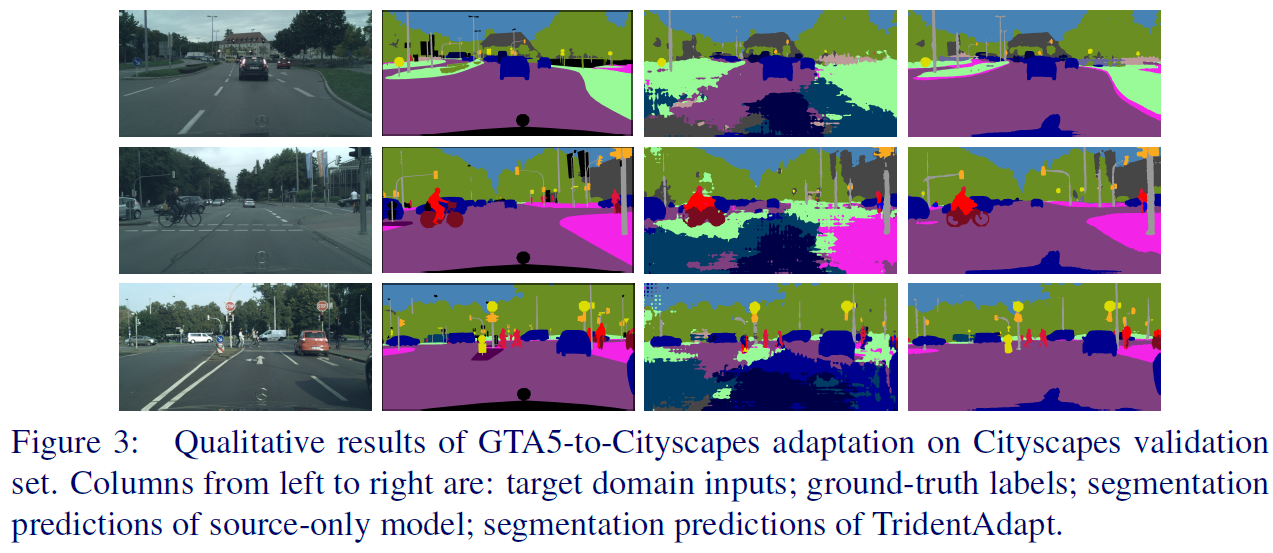 Figure 3: Qualitative results of GTA5-to-Cityscapes adaptation on Cityscapes validation
set. Columns from left to right are: target domain inputs; ground-truth labels; segmentation
predictions of source-only model; segmentation predictions of TridentAdapt.